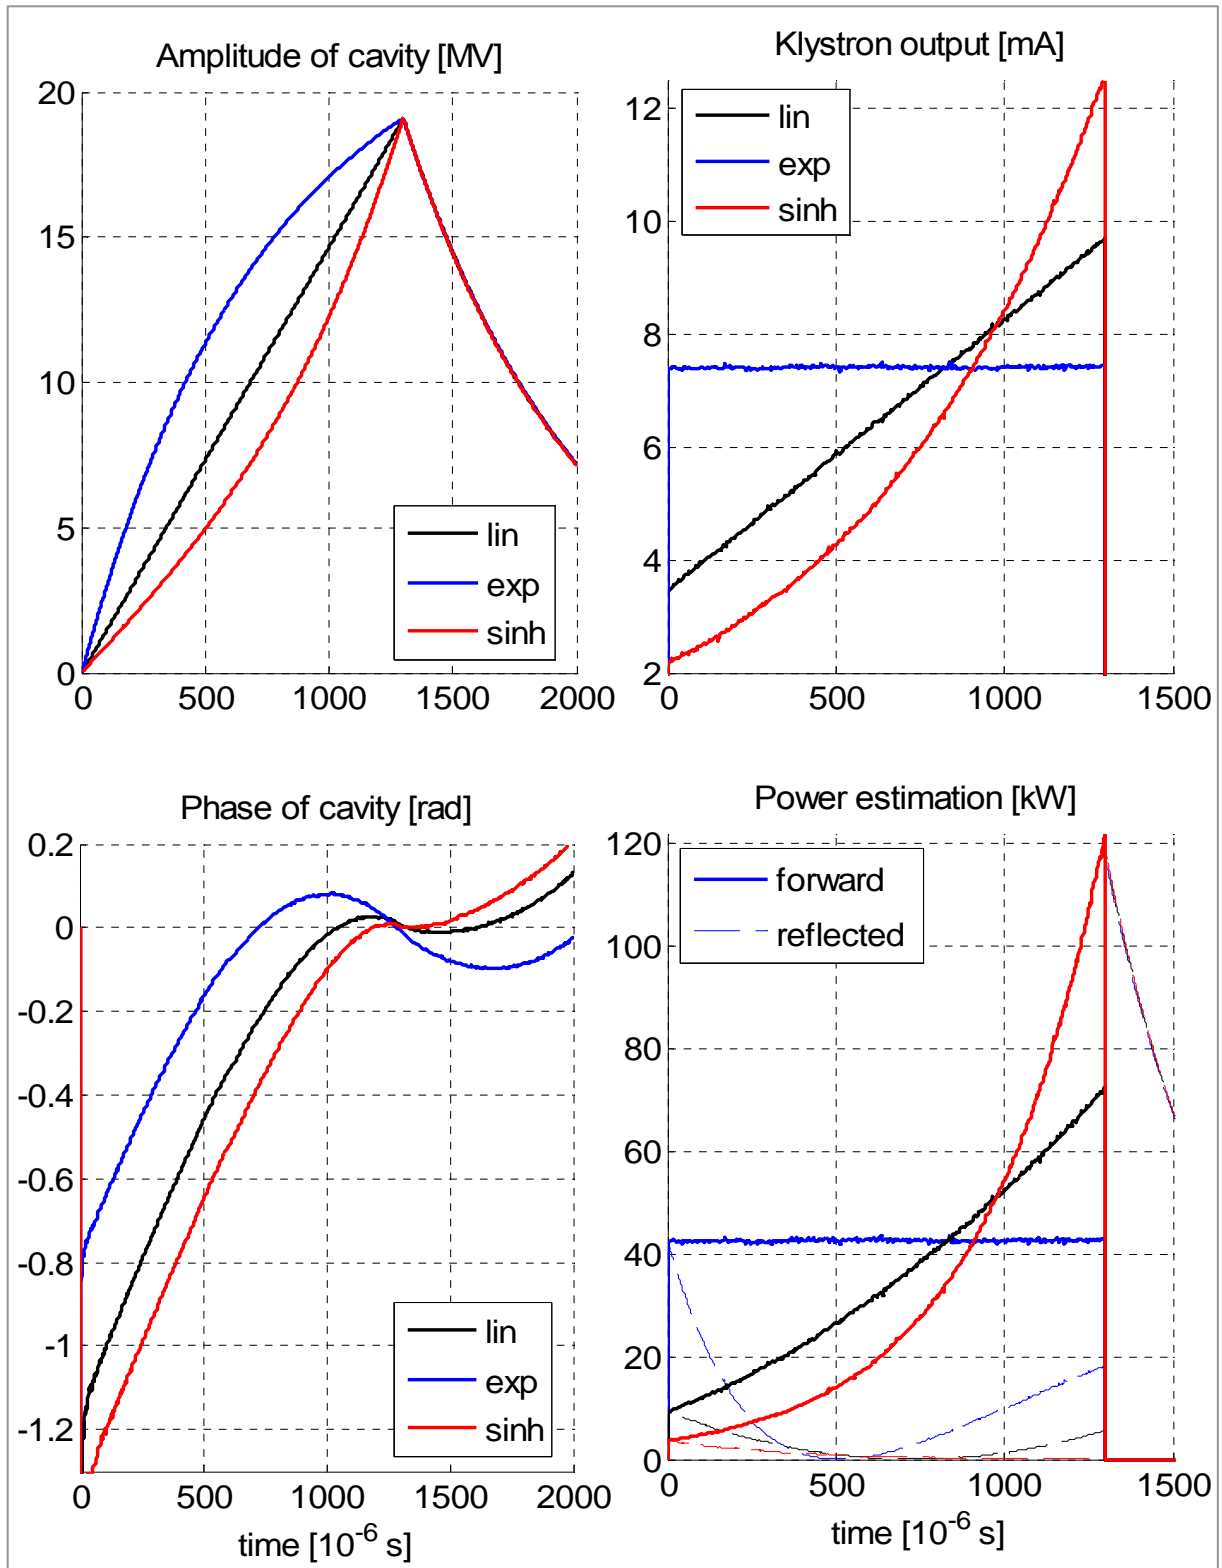 Amplitude of cavity [MV]
20
15
10
5
0
0 500 1000 1500 2000
lin
exp
sinh
Klystron output [mA]
12
10
8
6
4
2
0 500 1000 1500
lin
exp
sinh
Phase of cavity [rad]
0.2
0
-0.2
-0.4
-0.6
-0.8
-1
-1.2
0 500 1000 1500 2000
time [10-6 s]
lin
exp
sinh
Power estimation [kW]
120
100
80
60
40
20
0
0 500 1000 1500
time [10-6 s]
forward
reflected